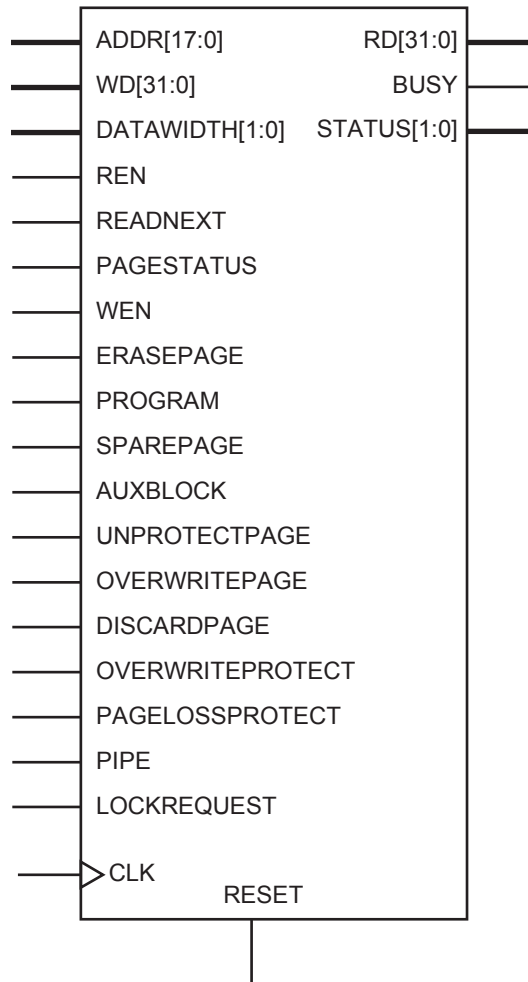 ADDR[17:0] RD[31:0]
WD[31:0] BUSY
DATAWIDTH[1:0] STATUS[1:0]
REN
READNEXT
PAGESTATUS
WEN
ERASEPAGE
PROGRAM
SPAREPAGE
AUXBLOCK
UNPROTECTPAGE
OVERWRITEPAGE
DISCARDPAGE
OVERWRITEPROTECT
PAGELOSSPROTECT
PIPE
LOCKREQUEST
CLK
RESET